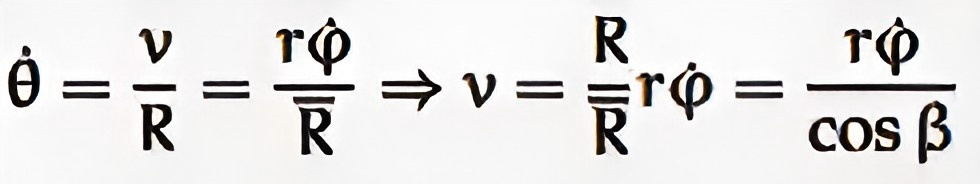 θ̇ = v/R = rφ̇/R̅ ⇒ v = R/R̅ rφ̇ = rφ̇/cos β